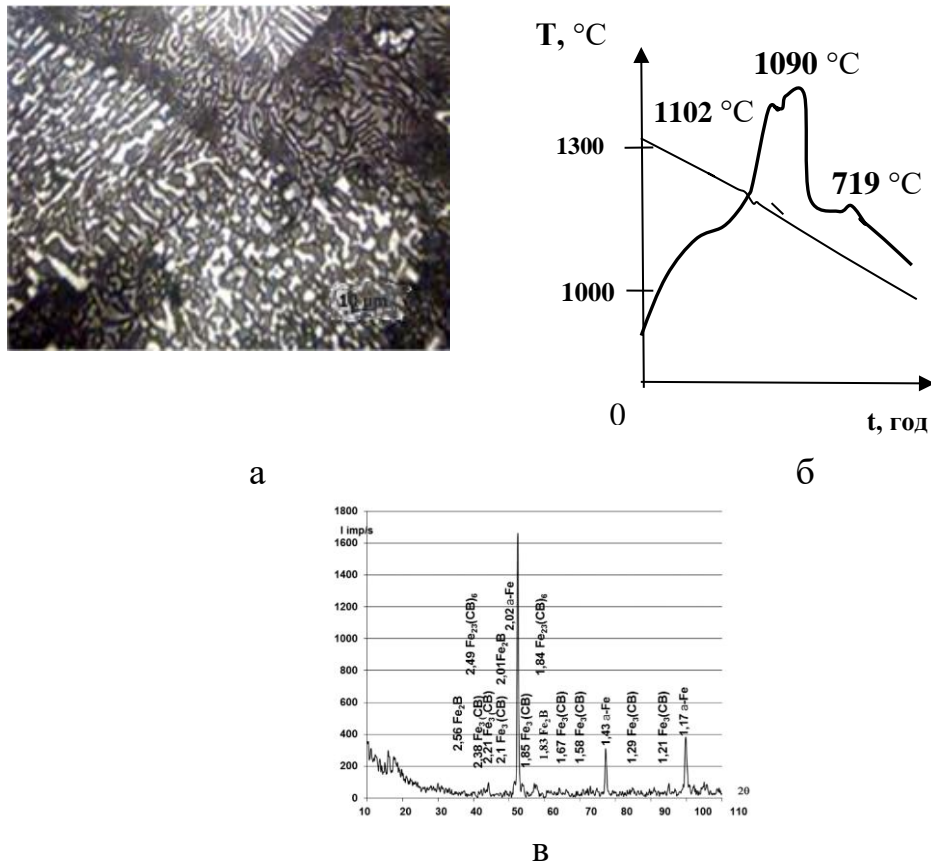 T, °C
1090 °C
1102 °C
1300
719 °C
1000
10 µm
0
t, год
а
б
1800
I imp/s
1600
1400
1200
1000
800
600
400
200
0
2,56 Fe₂B
2,49 Fe₂₃(CB)₆
2,38 Fe₃(CB)
2,21 Fe₃(CB)
2,1 Fe₃(CB)
2,01Fe₂B
2,02 a-Fe
1,85 Fe₃(CB)
1,84 Fe₂₃(CB)₆
1,83 Fe₂B
1,67 Fe₃(CB)
1,58 Fe₃(CB)
1,43 a-Fe
1,29 Fe₃(CB)
1,21 Fe₃(CB)
1,17 a-Fe
2θ
10 20 30 40 50 60 70 80 90 100 110
в